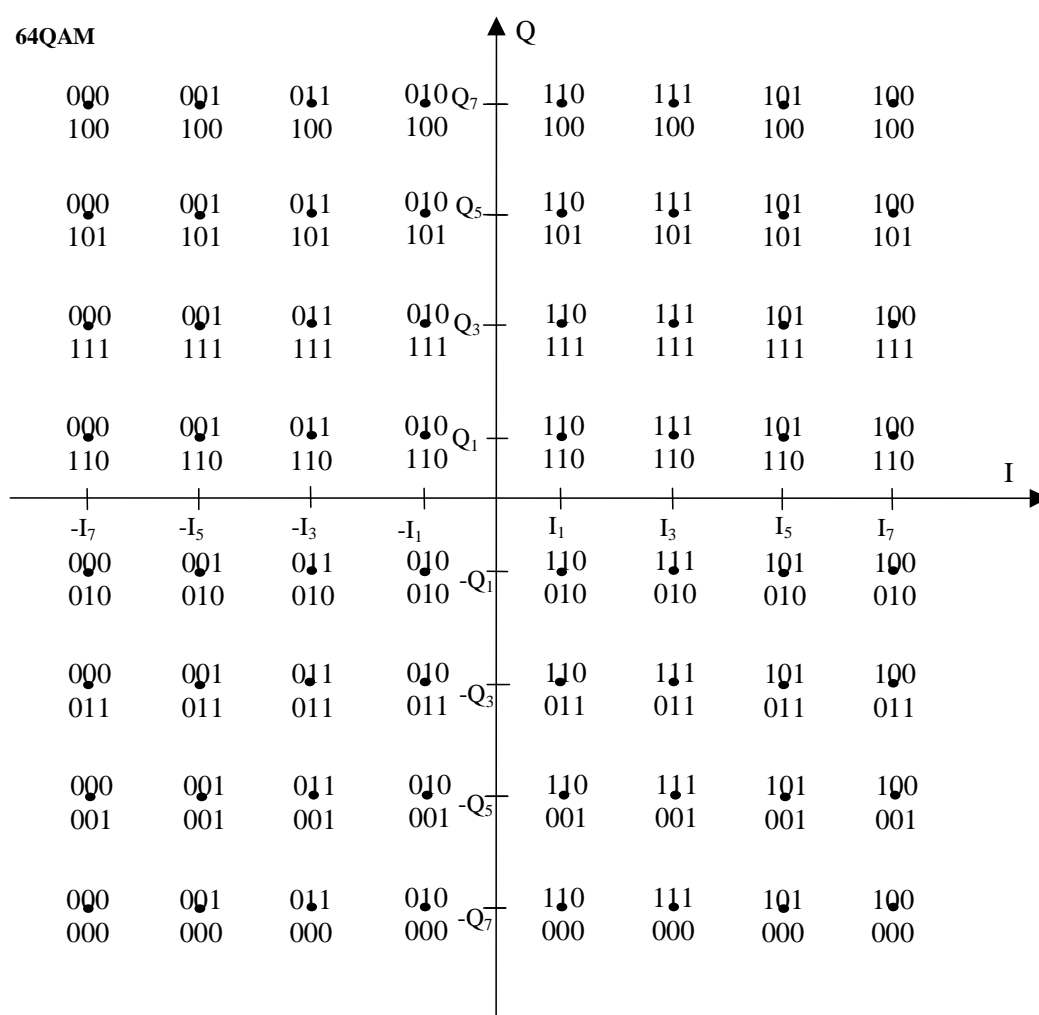 64QAM
Q
000 001 011 010 Q₇ 110 111 101 100
100 100 100 100 100 100 100 100
000 001 011 010 Q₅ 110 111 101 100
101 101 101 101 101 101 101 101
000 001 011 010 Q₃ 110 111 101 100
111 111 111 111 111 111 111 111
000 001 011 010 Q₁ 110 111 101 100
110 110 110 110 110 110 110 110
I
-I₇ -I₅ -I₃ -I₁ I₁ I₃ I₅ I₇
000 001 011 010 -Q₁ 110 111 101 100
010 010 010 010 010 010 010 010
000 001 011 010 -Q₃ 110 111 101 100
011 011 011 011 011 011 011 011
000 001 011 010 -Q₅ 110 111 101 100
001 001 001 001 001 001 001 001
000 001 011 010 -Q₇ 110 111 101 100
000 000 000 000 000 000 000 000